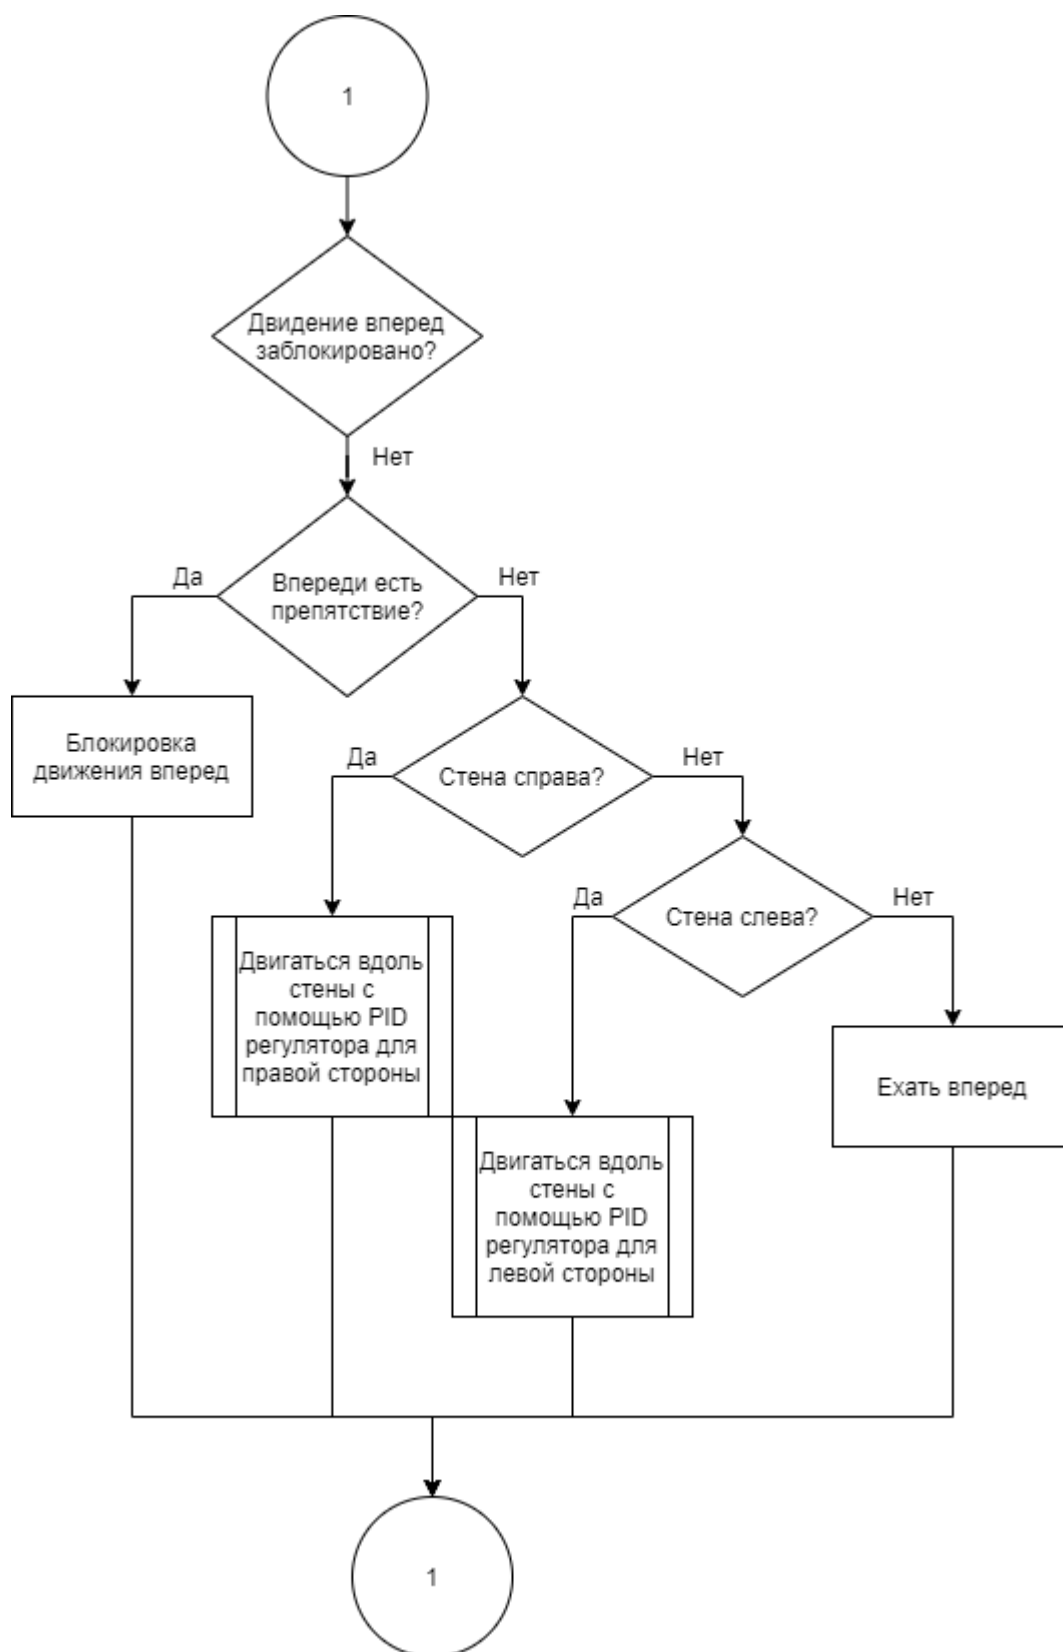 1
Двидение вперед
заблокировано?
Нет
Да
Впереди есть
препятствие?
Нет
Блокировка
движения вперед
Да
Стена справа?
Нет
Да
Стена слева?
Нет
Двигаться вдоль
стены с
помощью PID
регулятора для
правой стороны
Ехать вперед
Двигаться вдоль
стены с
помощью PID
регулятора для
левой стороны
1